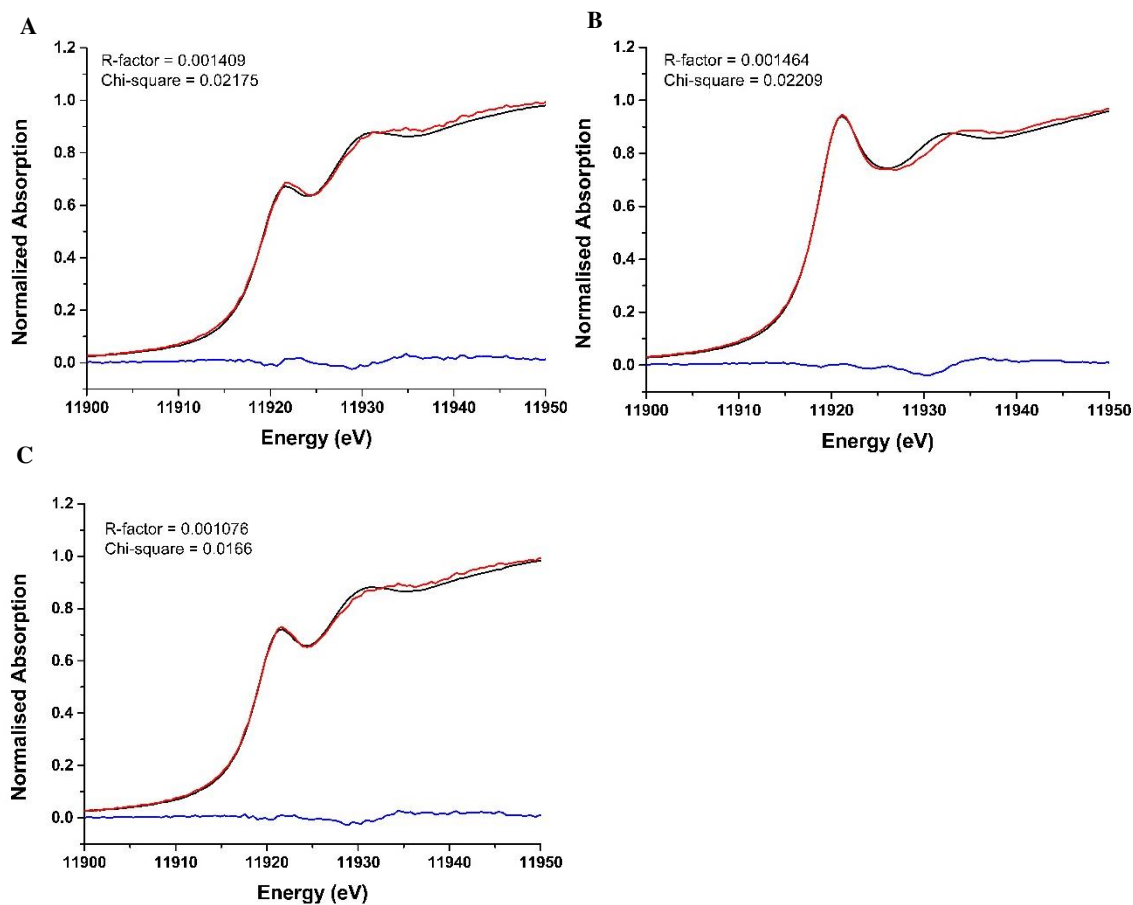 A
R-factor = 0.001409
Chi-square = 0.02175
Normalized Absorption
1.2
1.0
0.8
0.6
0.4
0.2
0.0
11900
11910
11920
11930
11940
11950
Energy (eV)
B
R-factor = 0.001464
Chi-square = 0.02209
Normalised Absorption
1.2
1.0
0.8
0.6
0.4
0.2
0.0
11900
11910
11920
11930
11940
11950
Energy (eV)
C
R-factor = 0.001076
Chi-square = 0.0166
Normalised Absorption
1.2
1.0
0.8
0.6
0.4
0.2
0.0
11900
11910
11920
11930
11940
11950
Energy (eV)